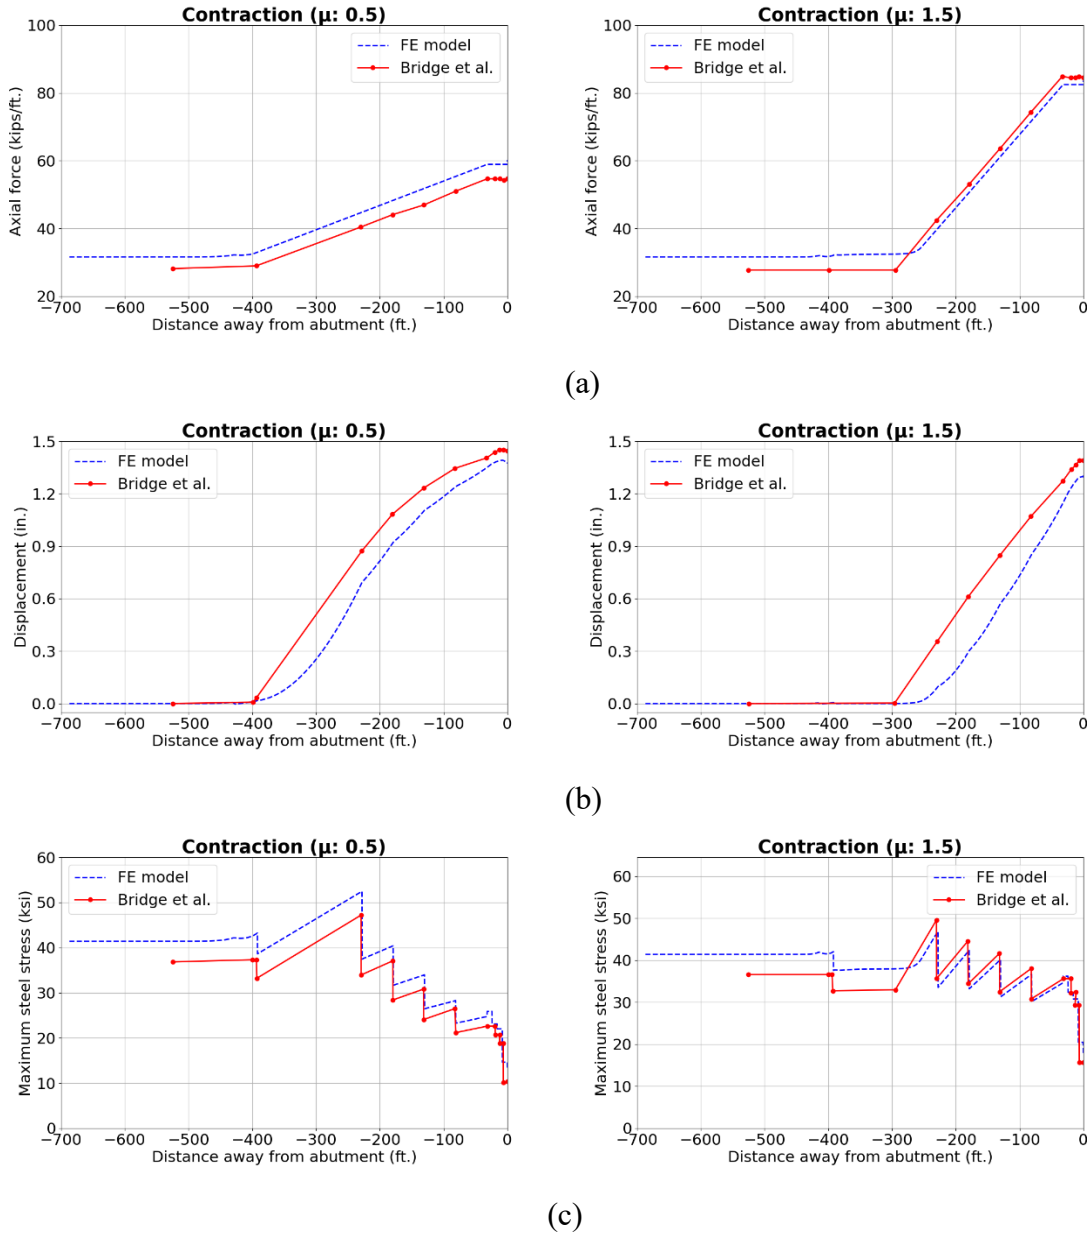 Contraction (μ: 0.5)
100
80
60
40
20
Axial force (kips/ft.)
FE model
Bridge et al.
−700 −600 −500 −400 −300 −200 −100 0
Distance away from abutment (ft.)
Contraction (μ: 1.5)
100
80
60
40
20
Axial force (kips/ft.)
FE model
Bridge et al.
−700 −600 −500 −400 −300 −200 −100 0
Distance away from abutment (ft.)
(a)
Contraction (μ: 0.5)
1.5
1.2
0.9
0.6
0.3
0.0
Displacement (in.)
FE model
Bridge et al.
−700 −600 −500 −400 −300 −200 −100 0
Distance away from abutment (ft.)
Contraction (μ: 1.5)
1.5
1.2
0.9
0.6
0.3
0.0
Displacement (in.)
FE model
Bridge et al.
−700 −600 −500 −400 −300 −200 −100 0
Distance away from abutment (ft.)
(b)
Contraction (μ: 0.5)
60
50
40
30
20
10
0
Maximum steel stress (ksi)
FE model
Bridge et al.
−700 −600 −500 −400 −300 −200 −100 0
Distance away from abutment (ft.)
Contraction (μ: 1.5)
60
50
40
30
20
10
0
Maximum steel stress (ksi)
FE model
Bridge et al.
−700 −600 −500 −400 −300 −200 −100 0
Distance away from abutment (ft.)
(c)